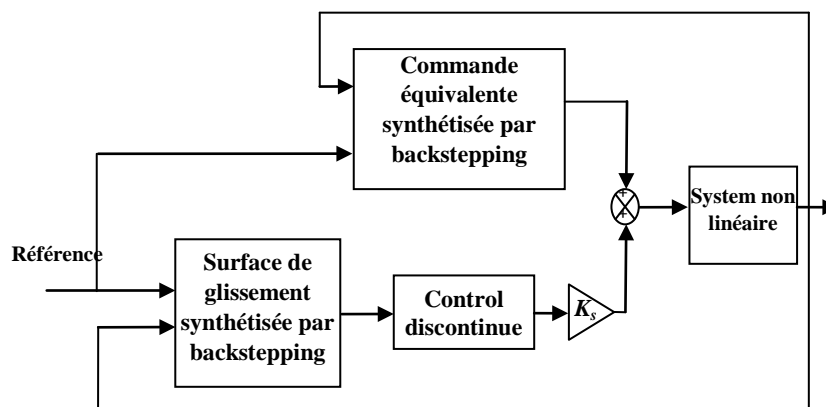 Commande
équivalente
synthétisée par
backstepping
+
+
System non
linéaire
Référence
Surface de
glissement
synthétisée par
backstepping
Control
discontinue
Ks